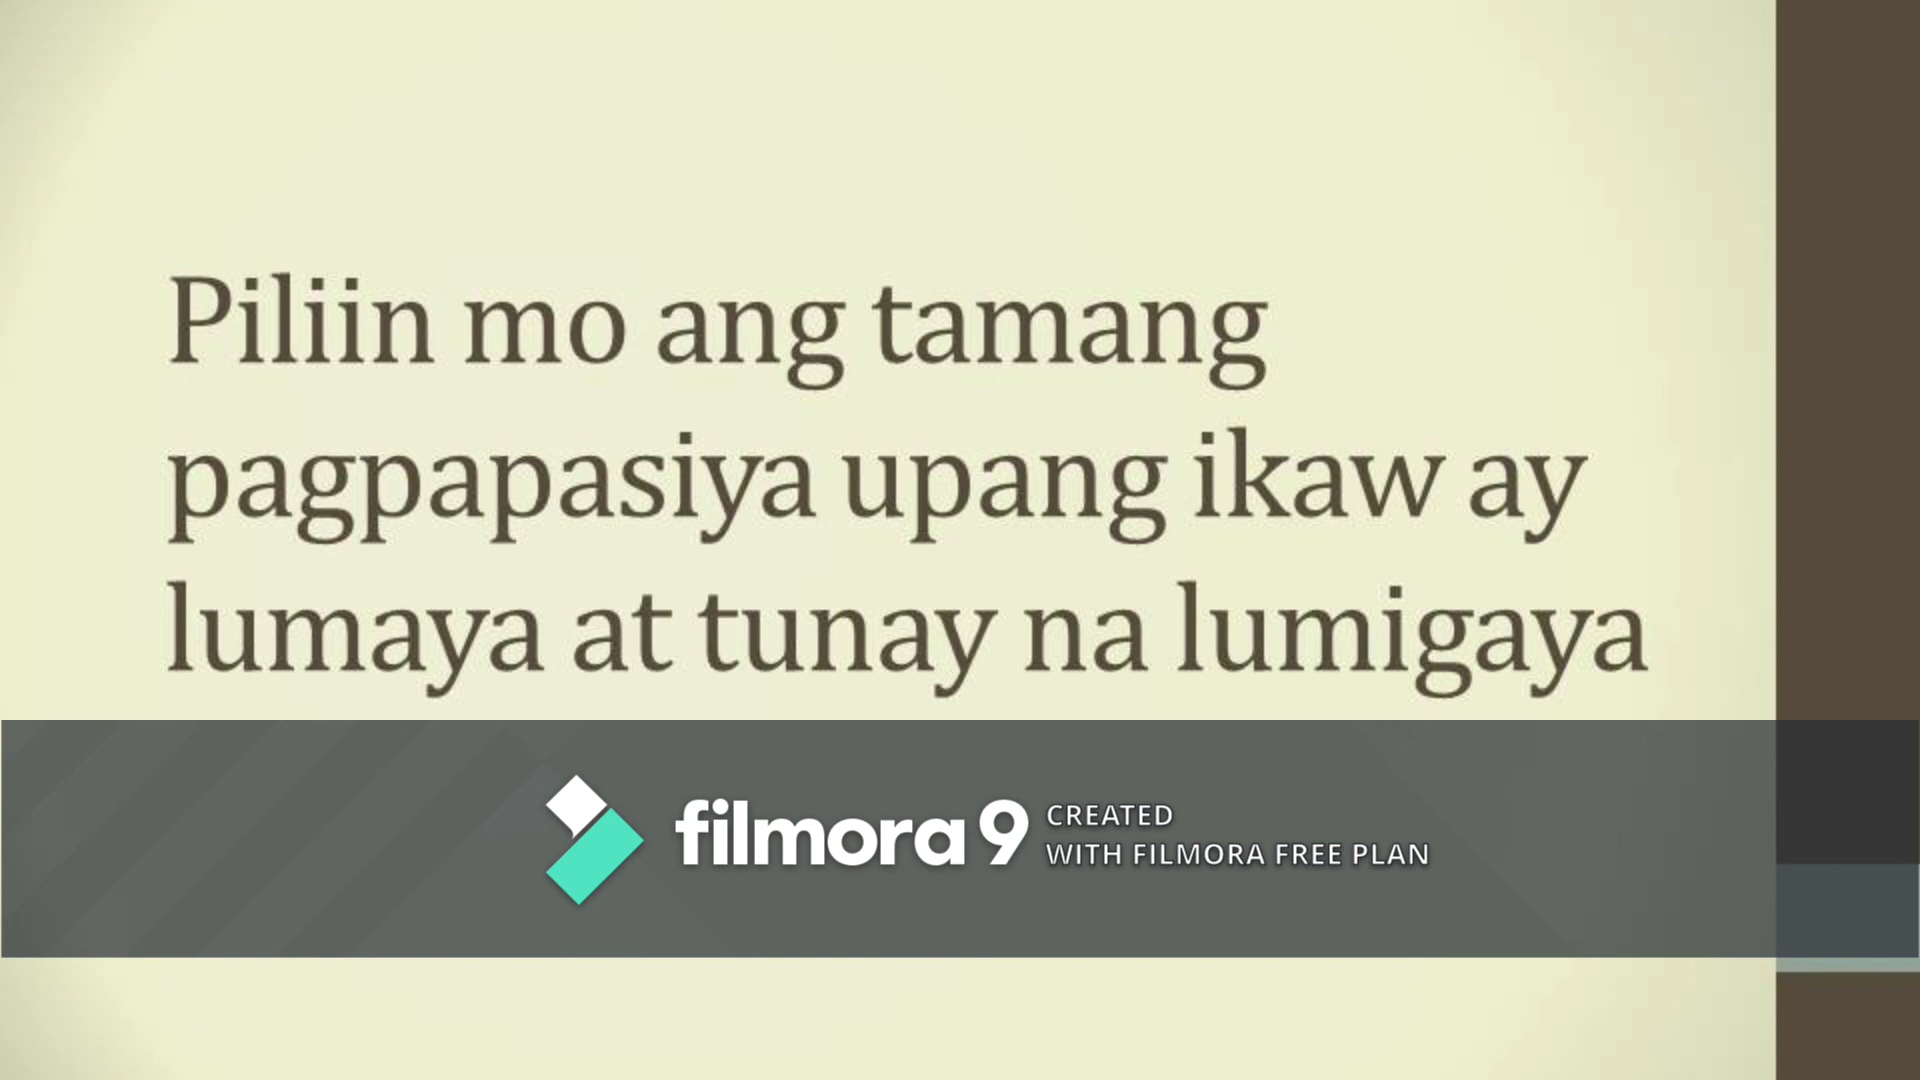 Piliin mo ang tamang
pagpapasiya upang ikaw ay
lumaya at tunay na lumigaya
filmora 9 CREATED
WITH FILMORA FREE PLAN